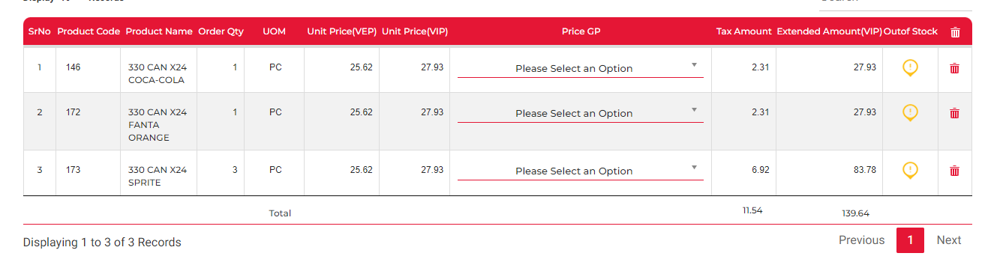 SrNo Product Code Product Name Order Qty UOM Unit Price(VEP) Unit Price(VIP) Price GP Tax Amount Extended Amount(VIP) Outof Stock
1 146 330 CAN X24 1 PC 25.62 27.93 Please Select an Option 2.31 27.93
COCA-COLA
2 172 330 CAN X24 1 PC 25.62 27.93 Please Select an Option 2.31 27.93
FANTA
ORANGE
3 173 330 CAN X24 3 PC 25.62 27.93 Please Select an Option 6.92 83.78
SPRITE
Total 11.54 139.64
Displaying 1 to 3 of 3 Records Previous 1 Next